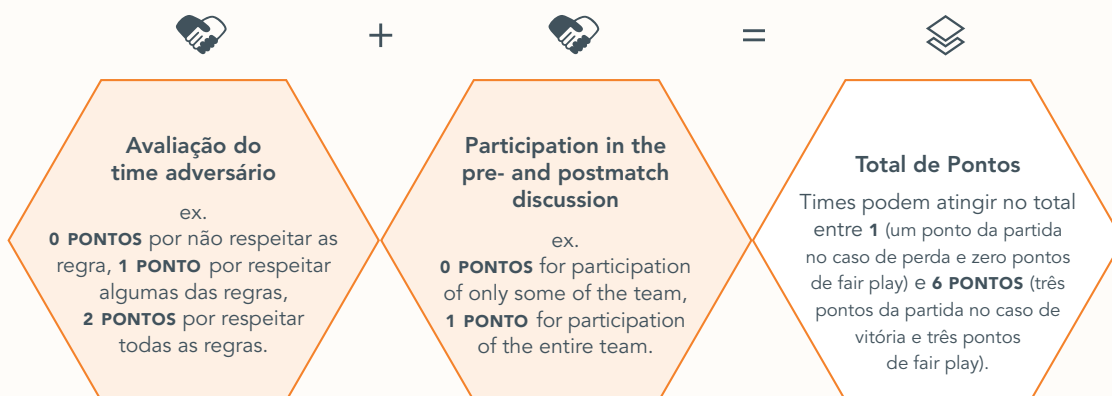 +
=
Avaliação do
time adversário
ex.
0 PONTOS por não respeitar as
regra, 1 PONTO por respeitar
algumas das regras,
2 PONTOS por respeitar
todas as regras.
Participation in the
pre- and postmatch
discussion
ex.
0 PONTOS for participation
of only some of the team,
1 PONTO for participation
of the entire team.
Total de Pontos
Times podem atingir no total
entre 1 (um ponto da partida
no caso de perda e zero pontos
de fair play) e 6 PONTOS (três
pontos da partida no caso de
vitória e três pontos
de fair play).